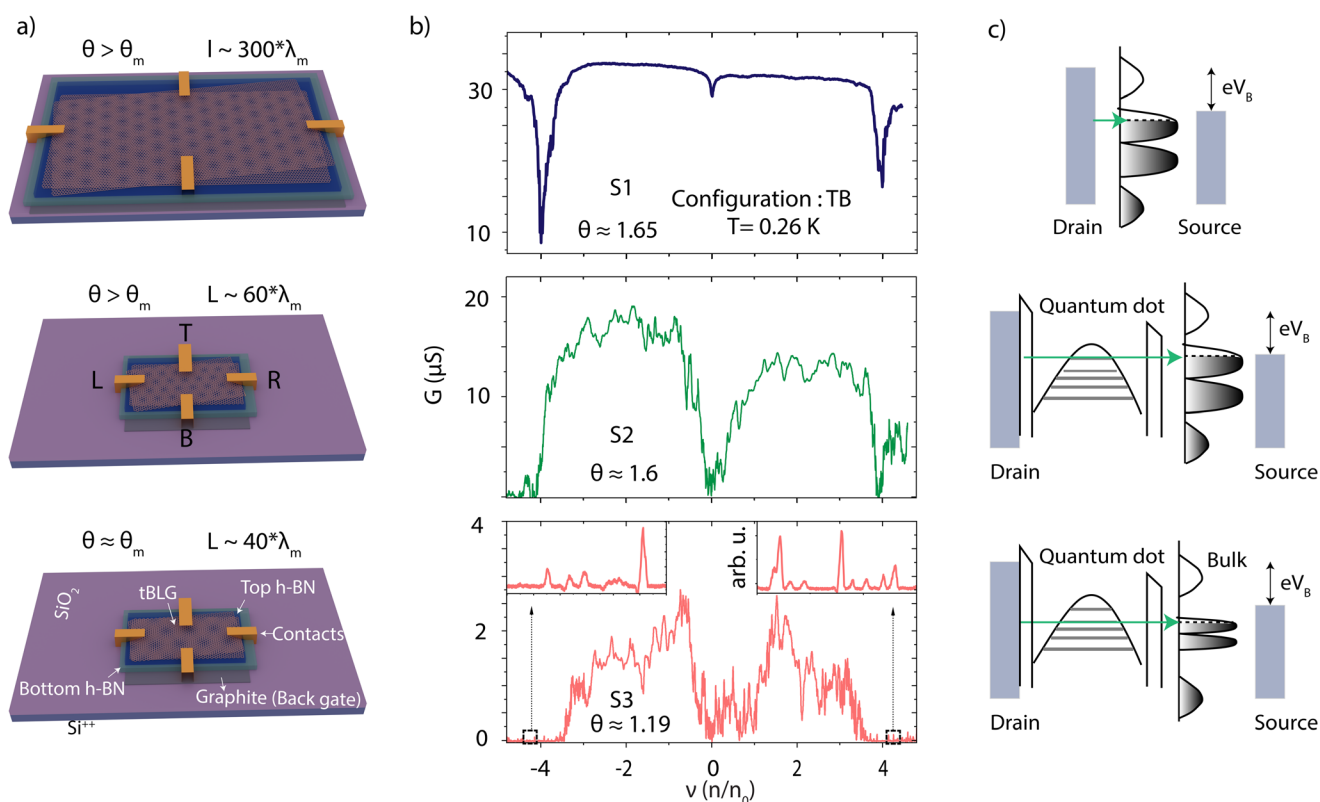 a)
θ > θm l ~ 300*λm
θ > θm L ~ 60*λm
T
L R
B
θ ≈ θm L ~ 40*λm
SiO2
tBLG
Top h-BN
Contacts
Bottom h-BN
Graphite (Back gate)
Si++
b)
30
10
S1
θ ≈ 1.65
Configuration : TB
T= 0.26 K
20
10
0
G (μS)
S2
θ ≈ 1.6
4
2
0
arb. u.
S3
θ ≈ 1.19
-4 -2 0 2 4
ν (n/n0)
c)
eVB
Drain Source
Quantum dot
eVB
Drain Source
Quantum dot Bulk
eVB
Drain Source